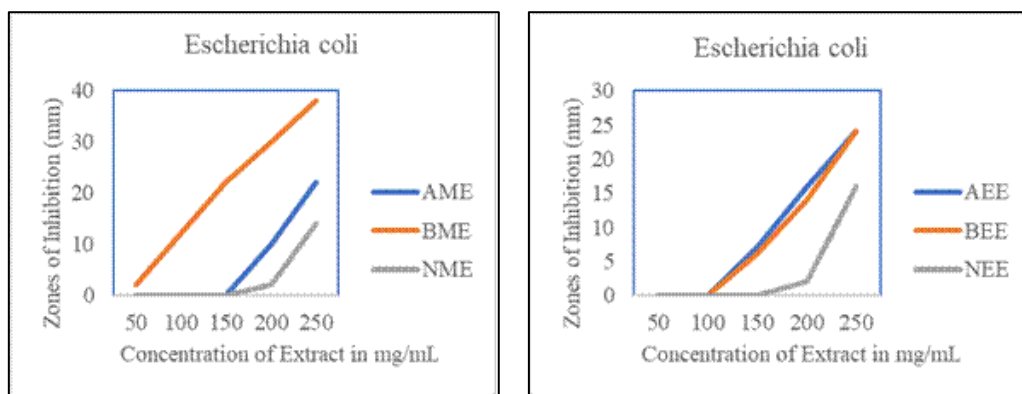 Escherichia coli
Zones of Inhibition (mm)
40
30
20
10
0
50 100 150 200 250
Concentration of Extract in mg/mL
AME
BME
NME
Escherichia coli
Zones of Inhibition (mm)
30
25
20
15
10
5
0
50 100 150 200 250
Concentration of Extract in mg/mL
AEE
BEE
NEE